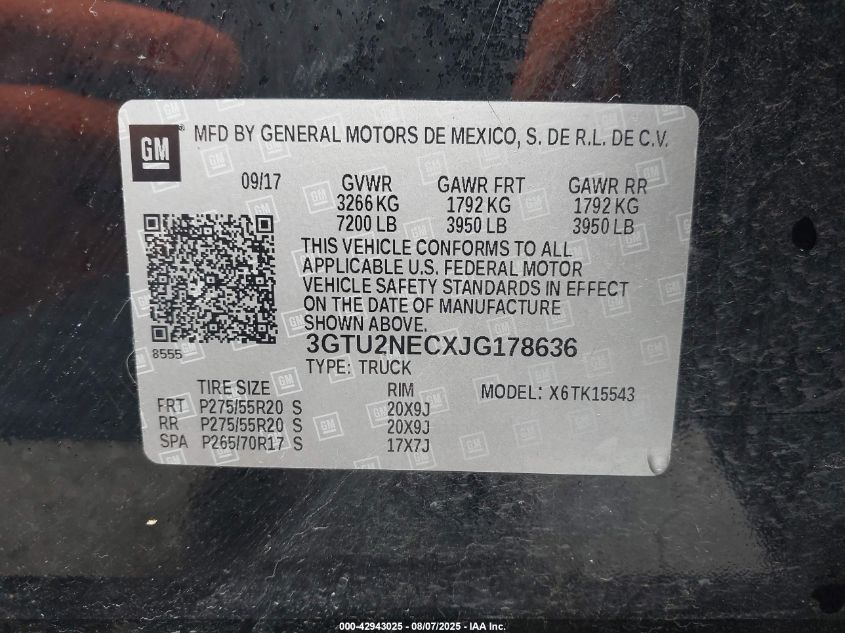 GM MFD BY GENERAL MOTORS DE MEXICO, S. DE R.L. DE C.V.
09/17 GVWR GAWR FRT GAWR RR
3266 KG 1792 KG 1792 KG
7200 LB 3950 LB 3950 LB
THIS VEHICLE CONFORMS TO ALL
APPLICABLE U.S. FEDERAL MOTOR
VEHICLE SAFETY STANDARDS IN EFFECT
ON THE DATE OF MANUFACTURE
SHOWN ABOVE.
8555 3GTU2NECXJG178636
TYPE: TRUCK
TIRE SIZE RIM MODEL: X6TK15543
FRT P275/55R20 S 20X9J
RR P275/55R20 S 20X9J
SPA P265/70R17 S 17X7J
000-42943025 - 08/07/2025 - IAA Inc.